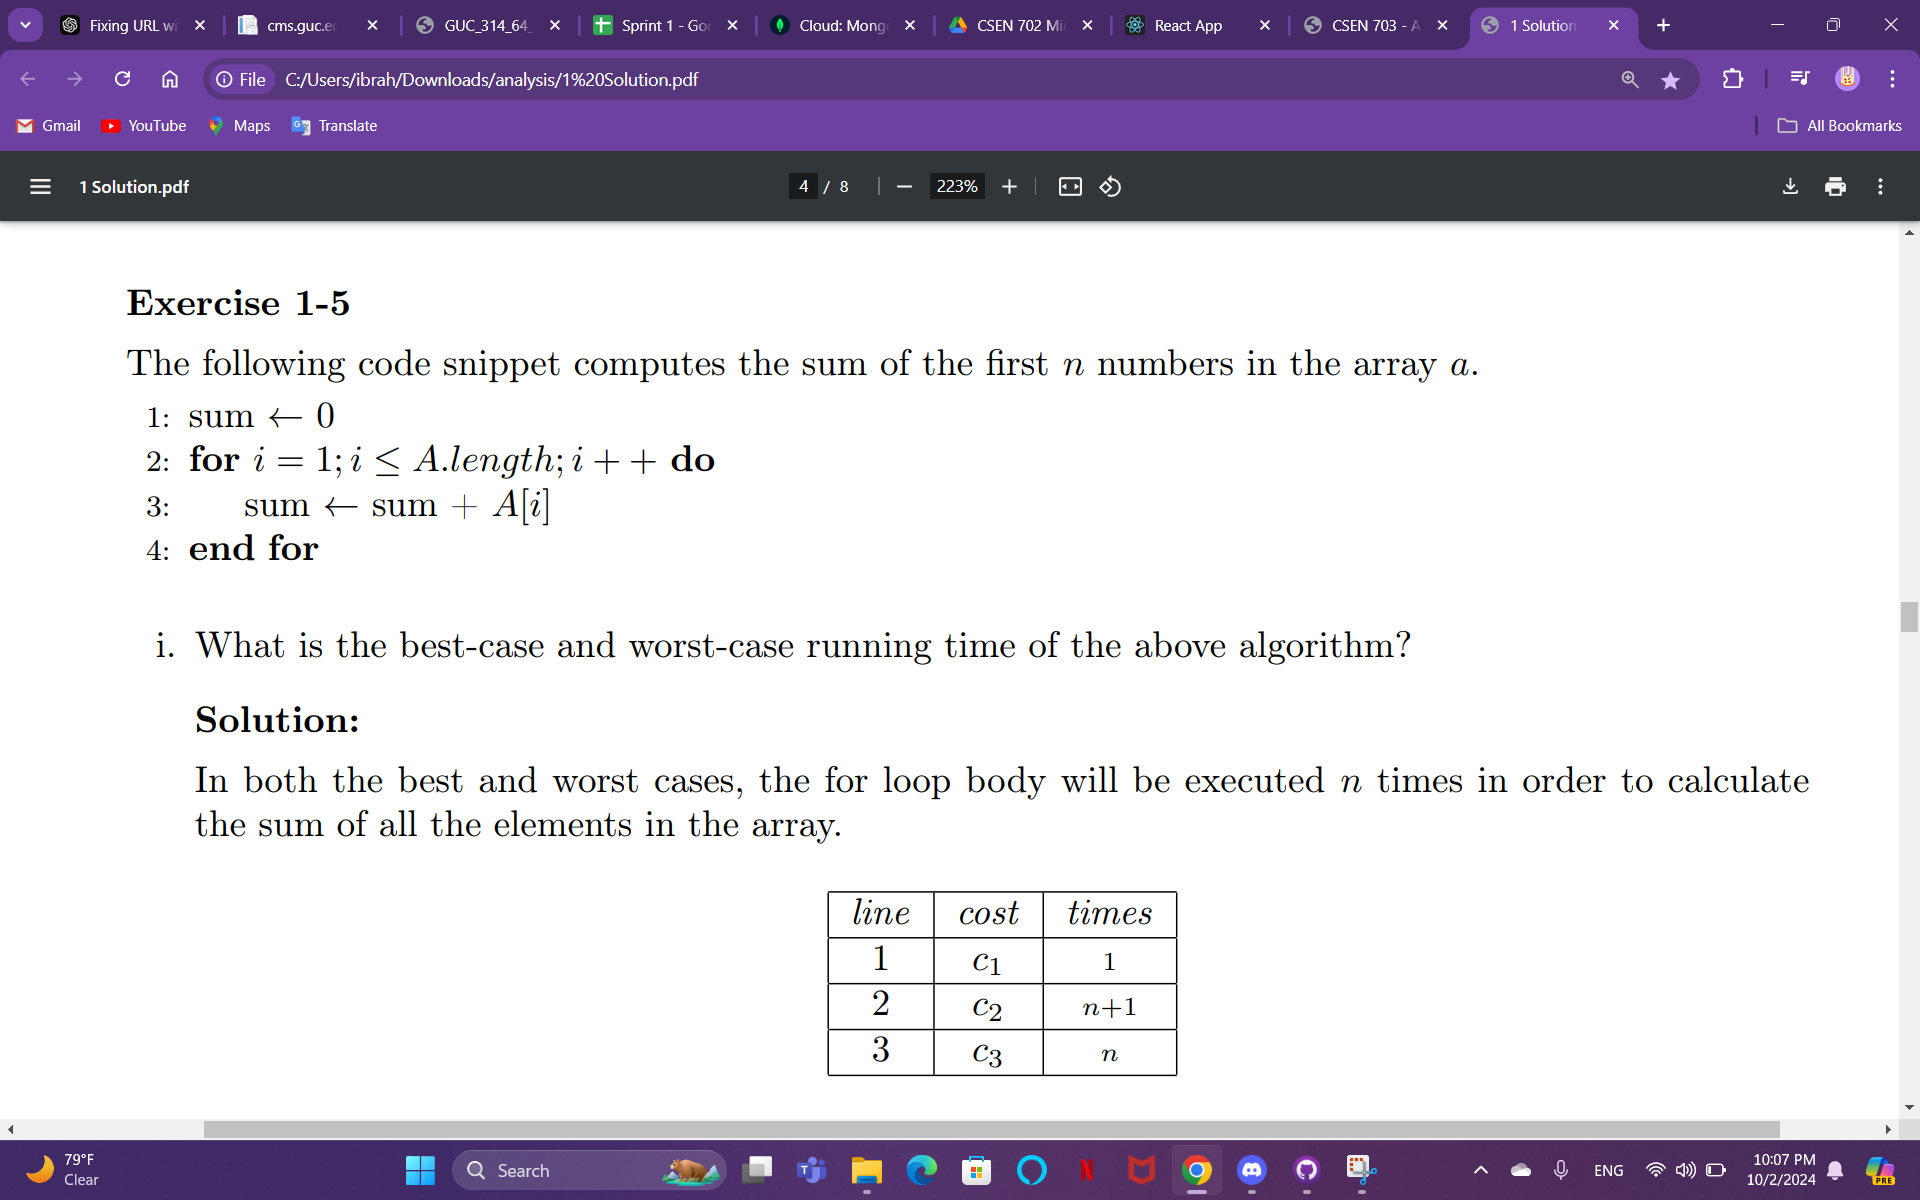 Fixing URL wi
cms.guc.e
GUC_314_64_
Sprint 1 - Goo
Cloud: Mong
CSEN 702 Mi
React App
CSEN 703 - A
1 Solution
File C:/Users/ibrah/Downloads/analysis/1%20Solution.pdf
Gmail YouTube Maps Translate All Bookmarks
1 Solution.pdf 4 / 8 223%
Exercise 1-5
The following code snippet computes the sum of the first n numbers in the array a.
1: sum ← 0
2: for i = 1; i ≤ A.length; i + + do
3: sum ← sum + A[i]
4: end for
i. What is the best-case and worst-case running time of the above algorithm?
Solution:
In both the best and worst cases, the for loop body will be executed n times in order to calculate
the sum of all the elements in the array.
line cost times
1 c₁ 1
2 c₂ n+1
3 c₃ n
79°F
Clear
Search
ENG
10:07 PM
10/2/2024
PRE